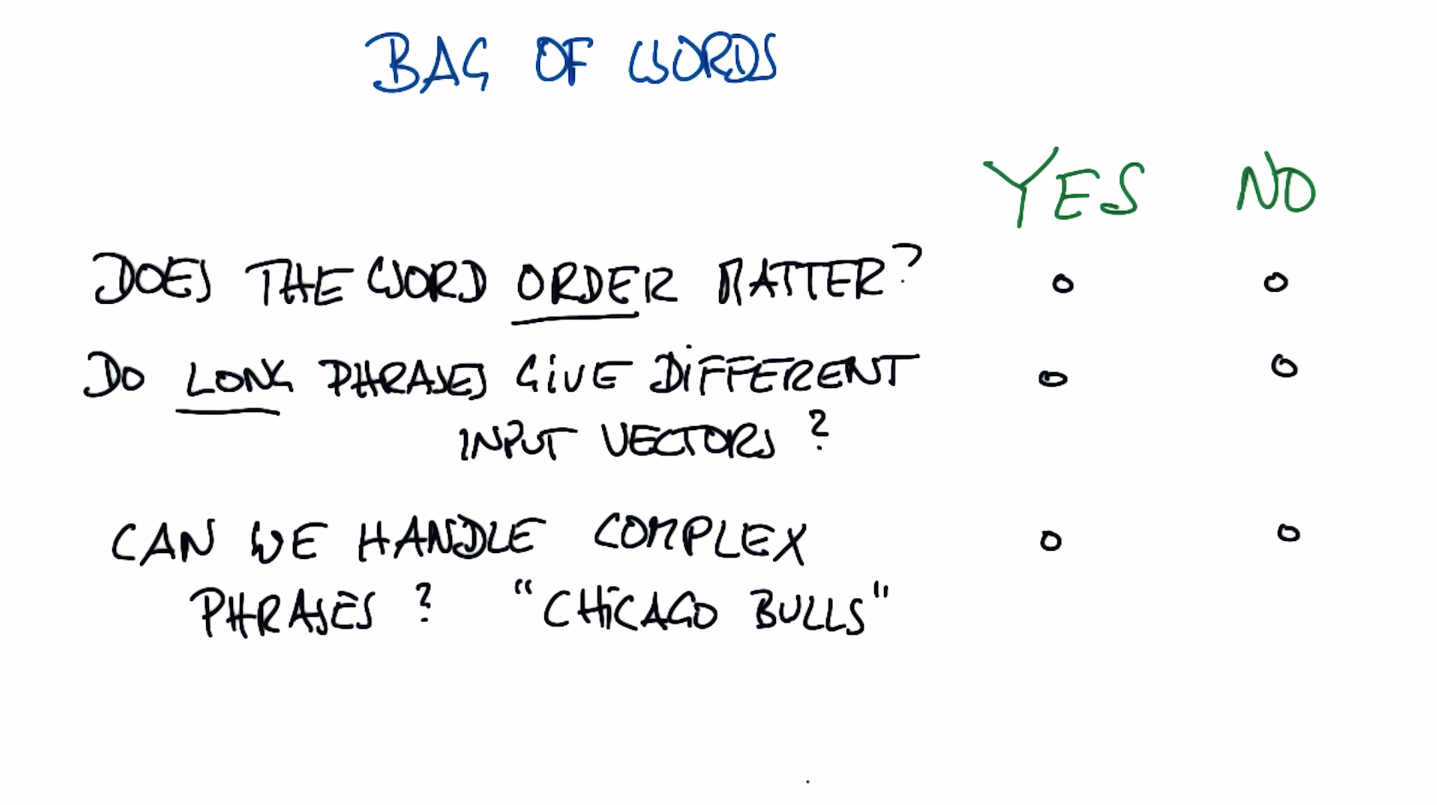 BAG OF WORDS
YES NO
DOES THE WORD ORDER MATTER?
DO LONG PHRASES GIVE DIFFERENT
INPUT VECTORS?
CAN WE HANDLE COMPLEX
PHRASES? "CHICAGO BULLS"